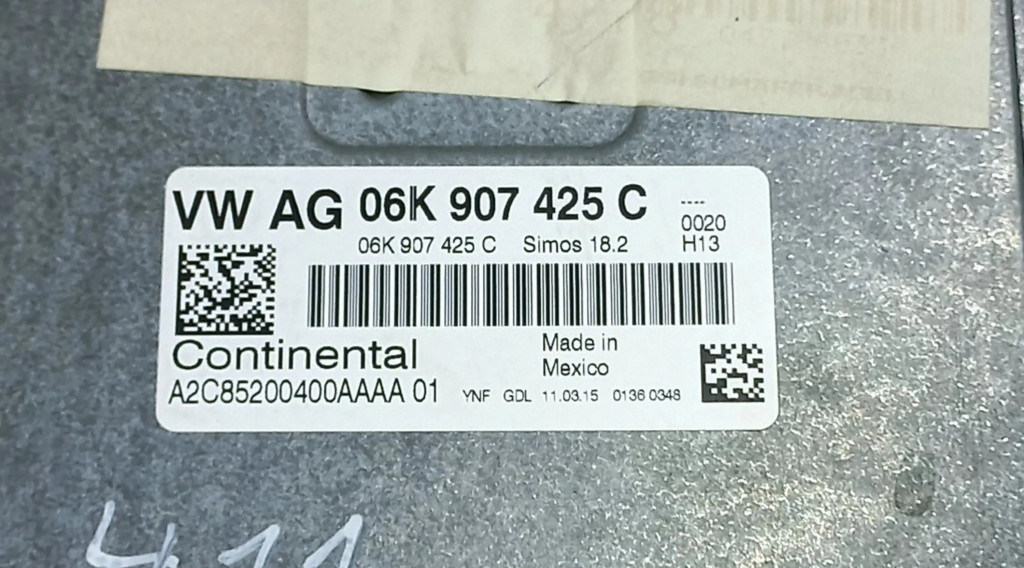 VW AG 06K 907 425 C
----
0020
06K 907 425 C Simos 18.2 H13
Continental
Made in
Mexico
A2C85200400AAAA 01 YNF GDL 11.03.15 0136 0348
411